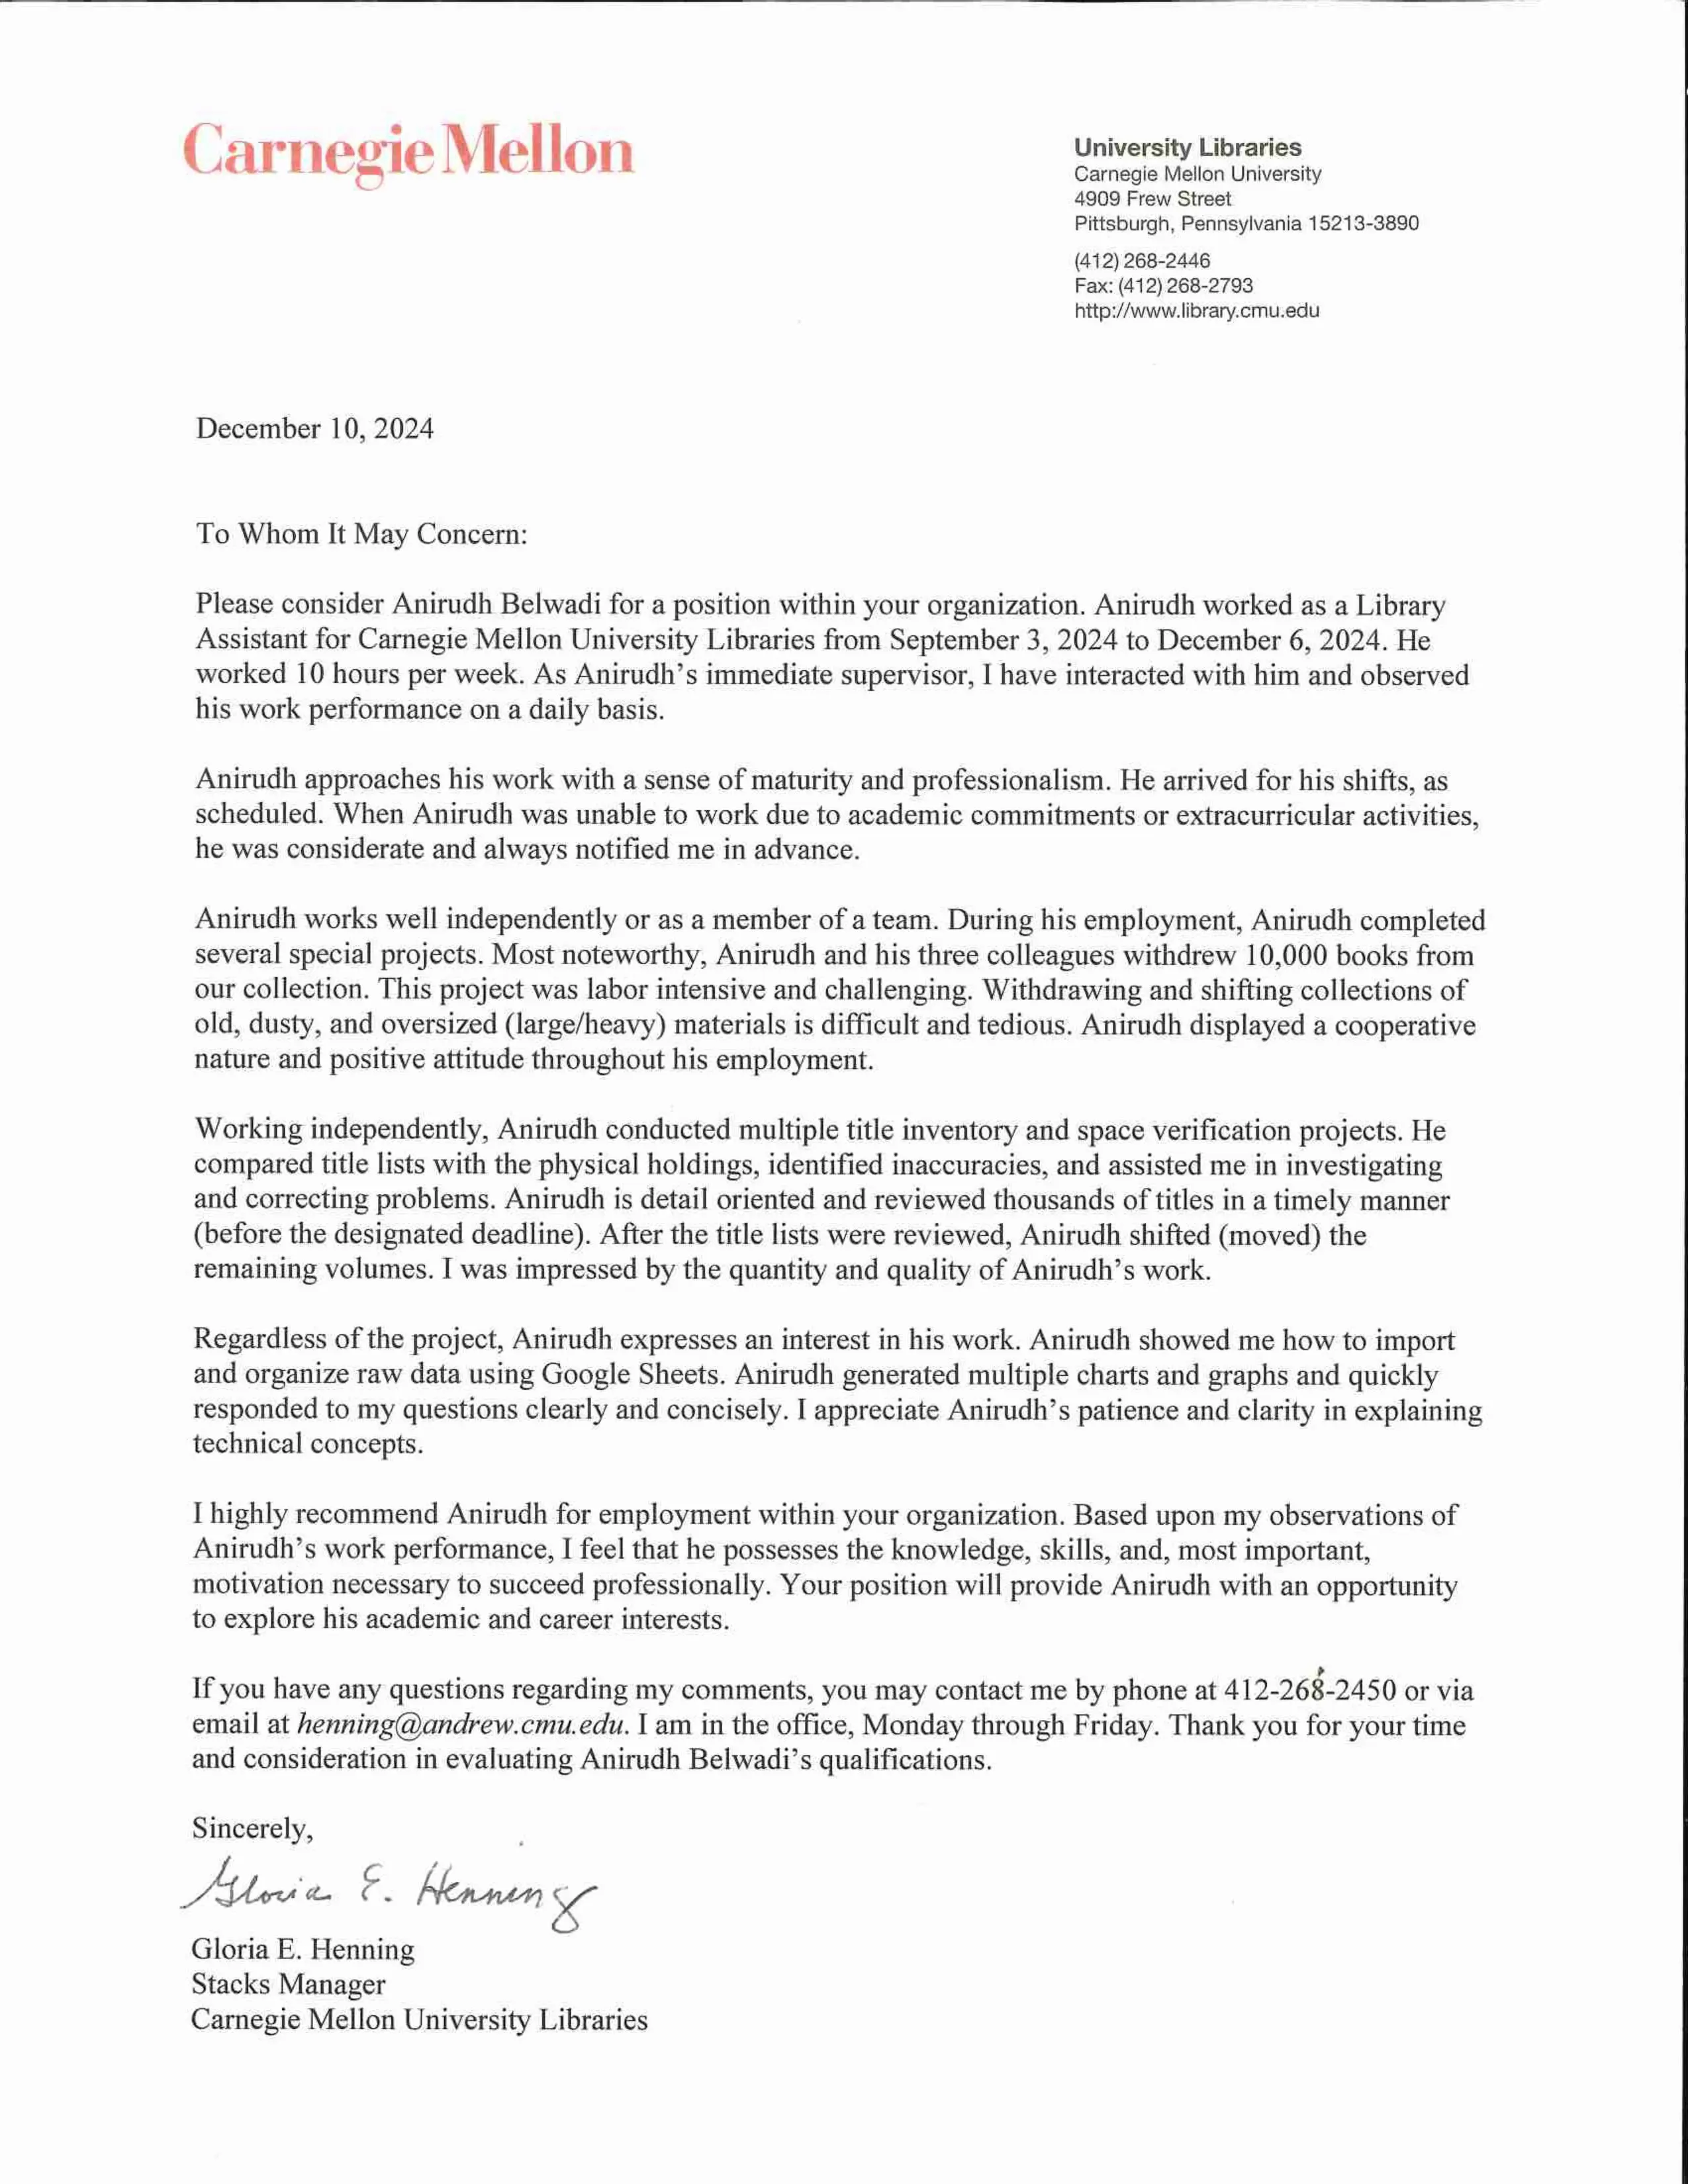 Carnegie Mellon
University Libraries
Carnegie Mellon University
4909 Frew Street
Pittsburgh, Pennsylvania 15213-3890
(412) 268-2446
Fax: (412) 268-2793
http://www.library.cmu.edu
December 10, 2024
To Whom It May Concern:
Please consider Anirudh Belwadi for a position within your organization. Anirudh worked as a Library
Assistant for Carnegie Mellon University Libraries from September 3, 2024 to December 6, 2024. He
worked 10 hours per week. As Anirudh's immediate supervisor, I have interacted with him and observed
his work performance on a daily basis.
Anirudh approaches his work with a sense of maturity and professionalism. He arrived for his shifts, as
scheduled. When Anirudh was unable to work due to academic commitments or extracurricular activities,
he was considerate and always notified me in advance.
Anirudh works well independently or as a member of a team. During his employment, Anirudh completed
several special projects. Most noteworthy, Anirudh and his three colleagues withdrew 10,000 books from
our collection. This project was labor intensive and challenging. Withdrawing and shifting collections of
old, dusty, and oversized (large/heavy) materials is difficult and tedious. Anirudh displayed a cooperative
nature and positive attitude throughout his employment.
Working independently, Anirudh conducted multiple title inventory and space verification projects. He
compared title lists with the physical holdings, identified inaccuracies, and assisted me in investigating
and correcting problems. Anirudh is detail oriented and reviewed thousands of titles in a timely manner
(before the designated deadline). After the title lists were reviewed, Anirudh shifted (moved) the
remaining volumes. I was impressed by the quantity and quality of Anirudh's work.
Regardless of the project, Anirudh expresses an interest in his work. Anirudh showed me how to import
and organize raw data using Google Sheets. Anirudh generated multiple charts and graphs and quickly
responded to my questions clearly and concisely. I appreciate Anirudh's patience and clarity in explaining
technical concepts.
I highly recommend Anirudh for employment within your organization. Based upon my observations of
Anirudh's work performance, I feel that he possesses the knowledge, skills, and, most important,
motivation necessary to succeed professionally. Your position will provide Anirudh with an opportunity
to explore his academic and career interests.
If you have any questions regarding my comments, you may contact me by phone at 412-268-2450 or via
email at henning@andrew.cmu.edu. I am in the office, Monday through Friday. Thank you for your time
and consideration in evaluating Anirudh Belwadi's qualifications.
Sincerely,
Gloria E. Henning
Gloria E. Henning
Stacks Manager
Carnegie Mellon University Libraries